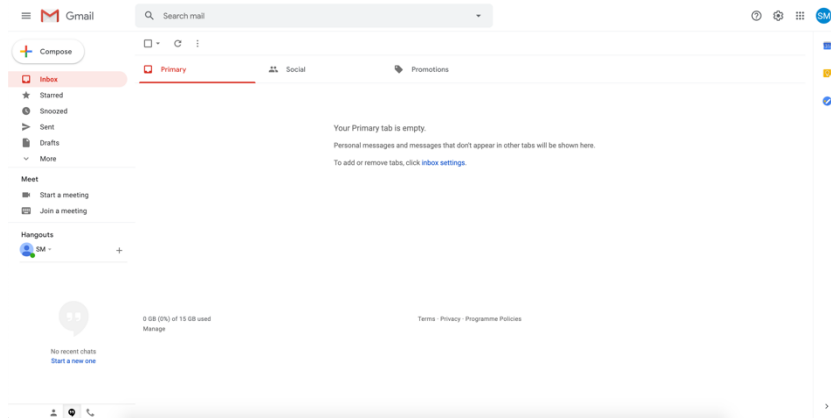 Gmail
Search mail
SM
Compose
Inbox
Starred
Snoozed
Sent
Drafts
More
Meet
Start a meeting
Join a meeting
Hangouts
SM
No recent chats
Start a new one
Primary
Social
Promotions
Your Primary tab is empty.
Personal messages and messages that don't appear in other tabs will be shown here.
To add or remove tabs, click inbox settings.
0 GB (0%) of 15 GB used
Manage
Terms · Privacy · Programme Policies